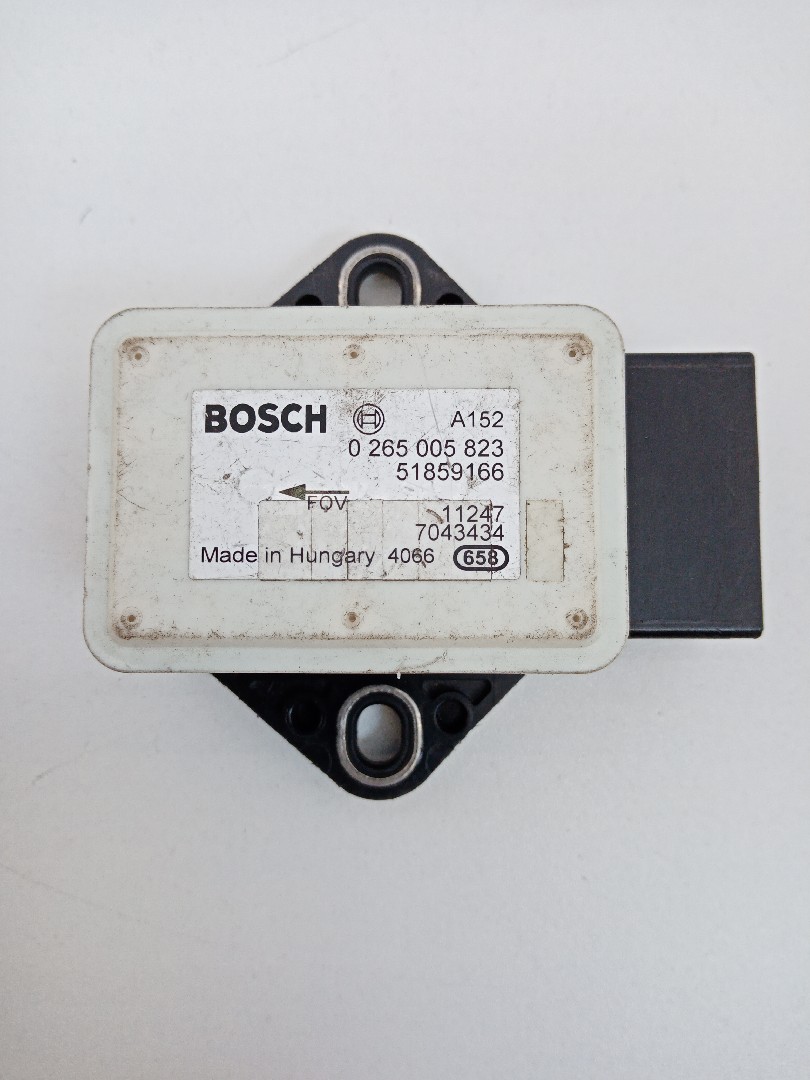 BOSCH A152
0 265 005 823
51859166
FOV
11247
7043434
Made in Hungary 4066 658